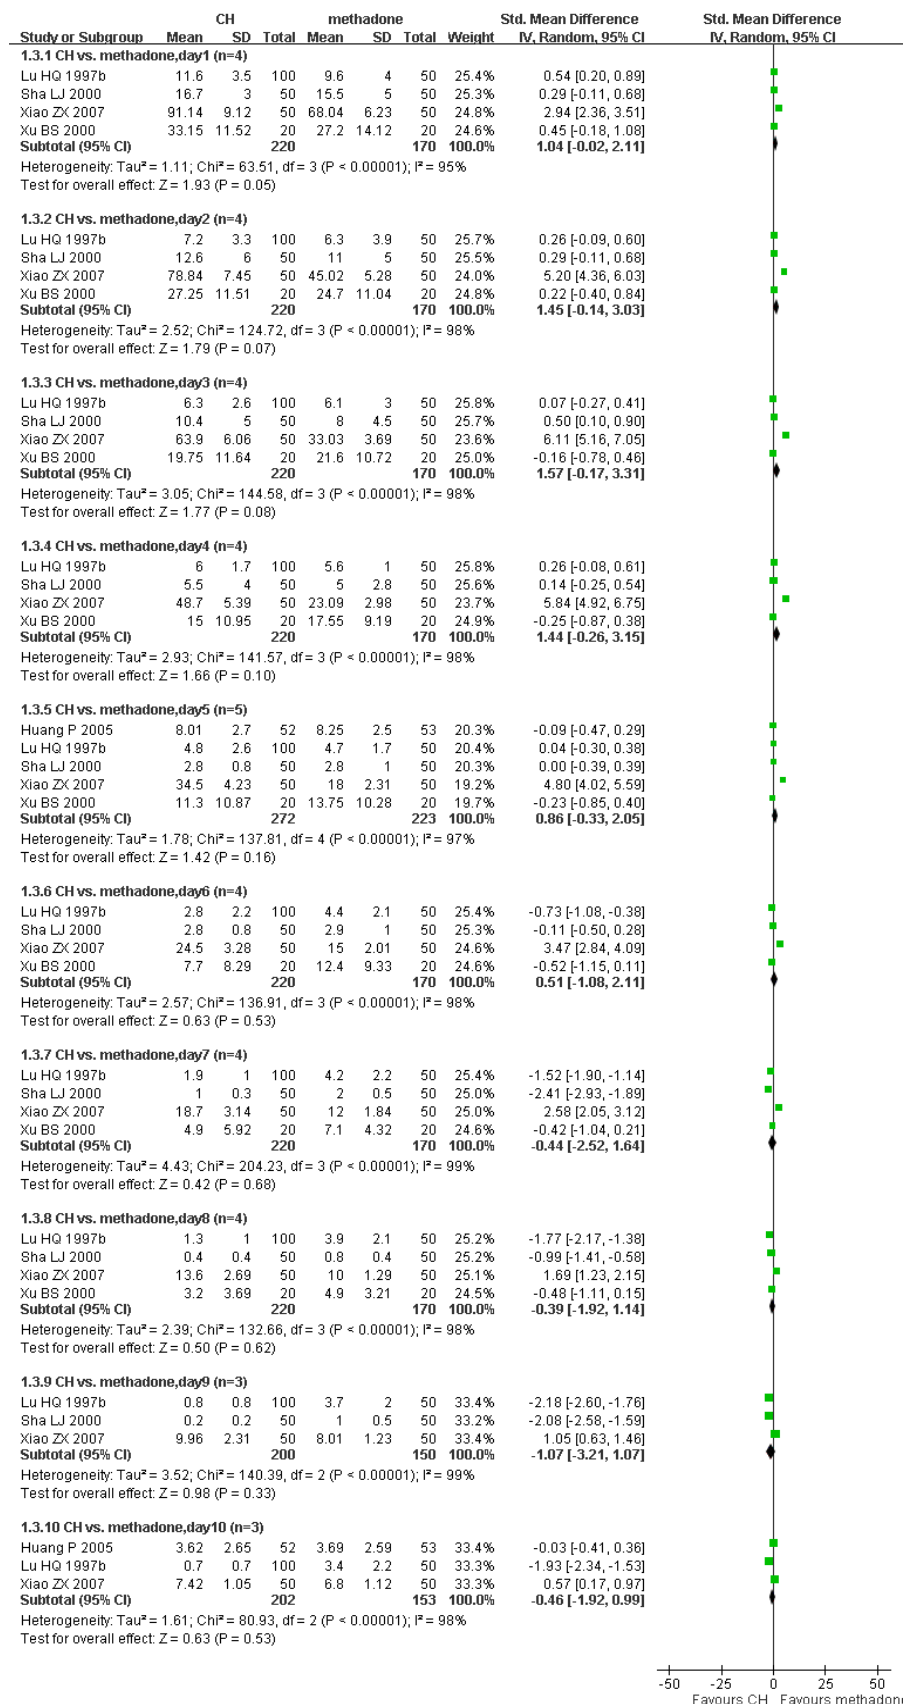 CH methadone Std. Mean Difference Std. Mean Difference
Study or Subgroup Mean SD Total Mean SD Total Weight IV, Random, 95% CI IV, Random, 95% CI
1.3.1 CH vs. methadone,day1 (n=4)
Lu HQ 1997b 11.6 3.5 100 9.6 4 50 25.4% 0.54 [0.20, 0.89]
Sha LJ 2000 16.7 3 50 15.5 5 50 25.3% 0.29 [-0.11, 0.68]
Xiao ZX 2007 91.14 9.12 50 68.04 6.23 50 24.8% 2.94 [2.36, 3.51]
Xu BS 2000 33.15 11.52 20 27.2 14.12 20 24.5% 0.45 [-0.18, 1.08]
Subtotal (95% CI) 220 170 100.0% 1.04 [-0.02, 2.11]
Heterogeneity: Tau² = 1.11; Chi² = 63.51, df = 3 (P < 0.00001); I² = 95%
Test for overall effect: Z = 1.93 (P = 0.05)
1.3.2 CH vs. methadone,day2 (n=4)
Lu HQ 1997b 7.2 3.3 100 6.3 3.9 50 25.7% 0.26 [-0.09, 0.60]
Sha LJ 2000 12.6 6 50 11 5 50 25.5% 0.29 [-0.11, 0.68]
Xiao ZX 2007 78.84 7.45 50 45.02 5.28 50 24.0% 5.20 [4.36, 6.03]
Xu BS 2000 27.25 11.51 20 24.7 11.04 20 24.8% 0.22 [-0.40, 0.84]
Subtotal (95% CI) 220 170 100.0% 1.45 [-0.14, 3.03]
Heterogeneity: Tau² = 2.52; Chi² = 124.72, df = 3 (P < 0.00001); I² = 98%
Test for overall effect: Z = 1.79 (P = 0.07)
1.3.3 CH vs. methadone,day3 (n=4)
Lu HQ 1997b 6.3 2.6 100 6.1 3 50 25.8% 0.07 [-0.27, 0.41]
Sha LJ 2000 10.4 5 50 8 4.5 50 25.7% 0.50 [0.10, 0.90]
Xiao ZX 2007 63.9 6.06 50 33.03 3.69 50 23.6% 6.11 [5.16, 7.05]
Xu BS 2000 19.75 11.64 20 21.6 10.72 20 25.0% -0.16 [-0.78, 0.46]
Subtotal (95% CI) 220 170 100.0% 1.57 [-0.17, 3.31]
Heterogeneity: Tau² = 3.05; Chi² = 144.58, df = 3 (P < 0.00001); I² = 98%
Test for overall effect: Z = 1.77 (P = 0.08)
1.3.4 CH vs. methadone,day4 (n=4)
Lu HQ 1997b 6 1.7 100 5.6 1 50 25.8% 0.26 [-0.08, 0.61]
Sha LJ 2000 5.5 4 50 5 2.8 50 25.6% 0.14 [-0.25, 0.54]
Xiao ZX 2007 48.7 5.39 50 23.09 2.98 50 23.7% 5.84 [4.92, 6.75]
Xu BS 2000 15 10.95 20 17.55 9.19 20 24.9% -0.25 [-0.87, 0.38]
Subtotal (95% CI) 220 170 100.0% 1.44 [-0.26, 3.15]
Heterogeneity: Tau² = 2.93; Chi² = 141.57, df = 3 (P < 0.00001); I² = 98%
Test for overall effect: Z = 1.66 (P = 0.10)
1.3.5 CH vs. methadone,day5 (n=5)
Huang P 2005 8.01 2.7 52 8.25 2.5 53 20.3% -0.09 [-0.47, 0.29]
Lu HQ 1997b 4.8 2.6 100 4.7 1.7 50 20.4% 0.04 [-0.30, 0.38]
Sha LJ 2000 2.8 0.8 50 2.8 1 50 20.3% 0.00 [-0.39, 0.39]
Xiao ZX 2007 34.5 4.23 50 18 2.31 50 19.2% 4.80 [4.02, 5.59]
Xu BS 2000 11.3 10.87 20 13.75 10.28 20 19.7% -0.23 [-0.85, 0.40]
Subtotal (95% CI) 272 223 100.0% 0.86 [-0.33, 2.05]
Heterogeneity: Tau² = 1.78; Chi² = 137.81, df = 4 (P < 0.00001); I² = 97%
Test for overall effect: Z = 1.42 (P = 0.16)
1.3.6 CH vs. methadone,day6 (n=4)
Lu HQ 1997b 2.8 2.2 100 4.4 2.1 50 25.4% -0.73 [-1.08, -0.38]
Sha LJ 2000 2.8 0.8 50 2.9 1 50 25.3% -0.11 [-0.50, 0.28]
Xiao ZX 2007 24.5 3.28 50 15 2.01 50 24.6% 3.47 [2.84, 4.09]
Xu BS 2000 7.7 8.29 20 12.4 9.33 20 24.6% -0.52 [-1.15, 0.11]
Subtotal (95% CI) 220 170 100.0% 0.51 [-1.08, 2.11]
Heterogeneity: Tau² = 2.57; Chi² = 136.91, df = 3 (P < 0.00001); I² = 98%
Test for overall effect: Z = 0.63 (P = 0.53)
1.3.7 CH vs. methadone,day7 (n=4)
Lu HQ 1997b 1.9 1 100 4.2 2.2 50 25.4% -1.52 [-1.90, -1.14]
Sha LJ 2000 1 0.3 50 2 0.5 50 25.0% -2.41 [-2.93, -1.89]
Xiao ZX 2007 18.7 3.14 50 12 1.84 50 25.0% 2.58 [2.05, 3.12]
Xu BS 2000 4.9 5.92 20 7.1 4.32 20 24.6% -0.42 [-1.04, 0.21]
Subtotal (95% CI) 220 170 100.0% -0.44 [-2.52, 1.64]
Heterogeneity: Tau² = 4.43; Chi² = 204.23, df = 3 (P < 0.00001); I² = 99%
Test for overall effect: Z = 0.42 (P = 0.68)
1.3.8 CH vs. methadone,day8 (n=4)
Lu HQ 1997b 1.3 1 100 3.9 2.1 50 25.2% -1.77 [-2.17, -1.38]
Sha LJ 2000 0.4 0.4 50 0.8 0.4 50 25.2% -0.99 [-1.41, -0.58]
Xiao ZX 2007 13.6 2.69 50 10 1.29 50 25.1% 1.69 [1.23, 2.15]
Xu BS 2000 3.2 3.69 20 4.9 3.21 20 24.5% -0.48 [-1.11, 0.15]
Subtotal (95% CI) 220 170 100.0% -0.39 [-1.92, 1.14]
Heterogeneity: Tau² = 2.39; Chi² = 132.66, df = 3 (P < 0.00001); I² = 98%
Test for overall effect: Z = 0.50 (P = 0.62)
1.3.9 CH vs. methadone,day9 (n=3)
Lu HQ 1997b 0.8 0.8 100 3.7 2 50 33.4% -2.18 [-2.60, -1.76]
Sha LJ 2000 0.2 0.2 50 1 0.5 50 33.2% -2.08 [-2.58, -1.59]
Xiao ZX 2007 9.96 2.31 50 8.01 1.23 50 33.4% 1.05 [0.63, 1.46]
Subtotal (95% CI) 200 150 100.0% -1.07 [-3.21, 1.07]
Heterogeneity: Tau² = 3.52; Chi² = 140.39, df = 2 (P < 0.00001); I² = 99%
Test for overall effect: Z = 0.98 (P = 0.33)
1.3.10 CH vs. methadone,day10 (n=3)
Huang P 2005 3.62 2.65 52 3.69 2.59 53 33.4% -0.03 [-0.41, 0.36]
Lu HQ 1997b 0.7 0.7 100 3.4 2.2 50 33.3% -1.93 [-2.34, -1.53]
Xiao ZX 2007 7.42 1.05 50 6.8 1.12 50 33.3% 0.57 [0.17, 0.97]
Subtotal (95% CI) 202 153 100.0% -0.46 [-1.92, 0.99]
Heterogeneity: Tau² = 1.61; Chi² = 80.93, df = 2 (P < 0.00001); I² = 98%
Test for overall effect: Z = 0.63 (P = 0.53)
-50 -25 0 25 50
Favours CH Favours methadone